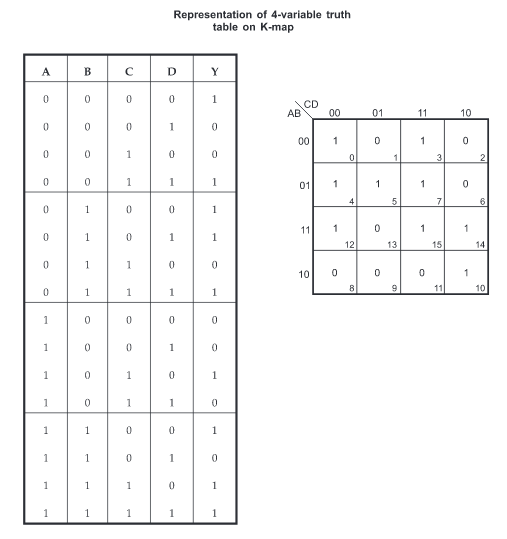 Representation of 4-variable truth
table on K-map
A B C D Y
0 0 0 0 1
0 0 0 1 0
0 0 1 0 0
0 0 1 1 1
0 1 0 0 1
0 1 0 1 1
0 1 1 0 0
0 1 1 1 1
1 0 0 0 0
1 0 0 1 0
1 0 1 0 1
1 0 1 1 0
1 1 0 0 1
1 1 0 1 0
1 1 1 0 1
1 1 1 1 1
CD
AB 00 01 11 10
00 1 0 1 0
0 1 3 2
01 1 1 1 0
4 5 7 6
11 1 0 1 1
12 13 15 14
10 0 0 0 1
8 9 11 10